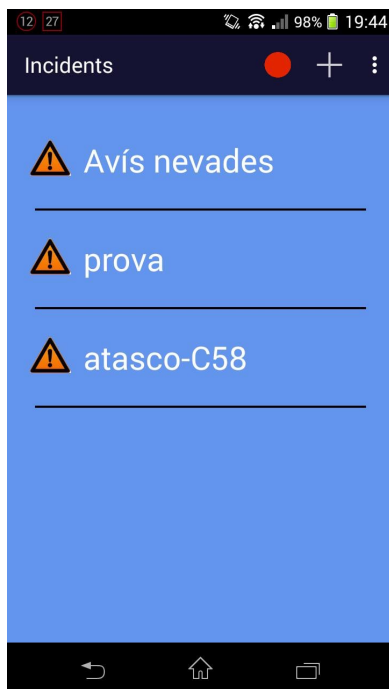 12 27 98% 19:44
Incidents
Avís nevades
prova
atasco-C58